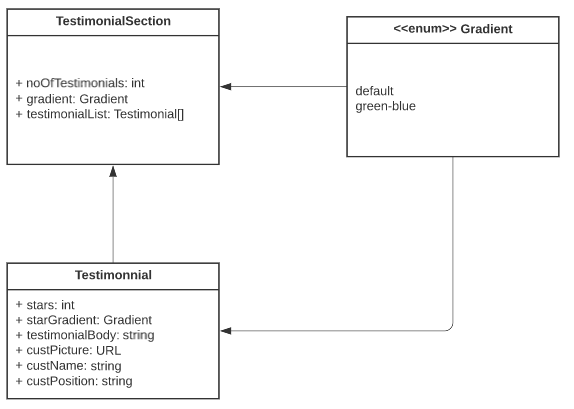 TestimonialSection
+ noOfTestimonials: int
+ gradient: Gradient
+ testimonialList: Testimonial[]
<<enum>> Gradient
default
green-blue
Testimonnial
+ stars: int
+ starGradient: Gradient
+ testimonialBody: string
+ custPicture: URL
+ custName: string
+ custPosition: string